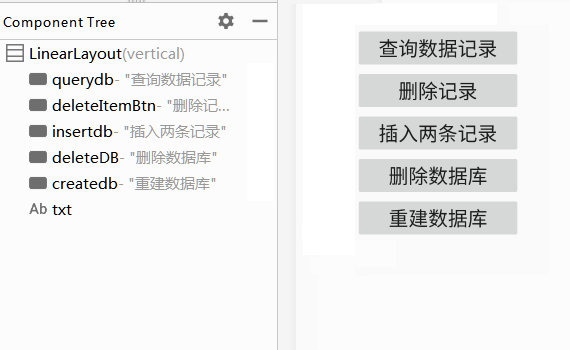 Component Tree
LinearLayout(vertical)
querydb- "查询数据记录"
deleteItemBtn- "删除记...
insertdb- "插入两条记录"
deleteDB- "删除数据库"
createdb- "重建数据库"
Ab txt
查询数据记录
删除记录
插入两条记录
删除数据库
重建数据库